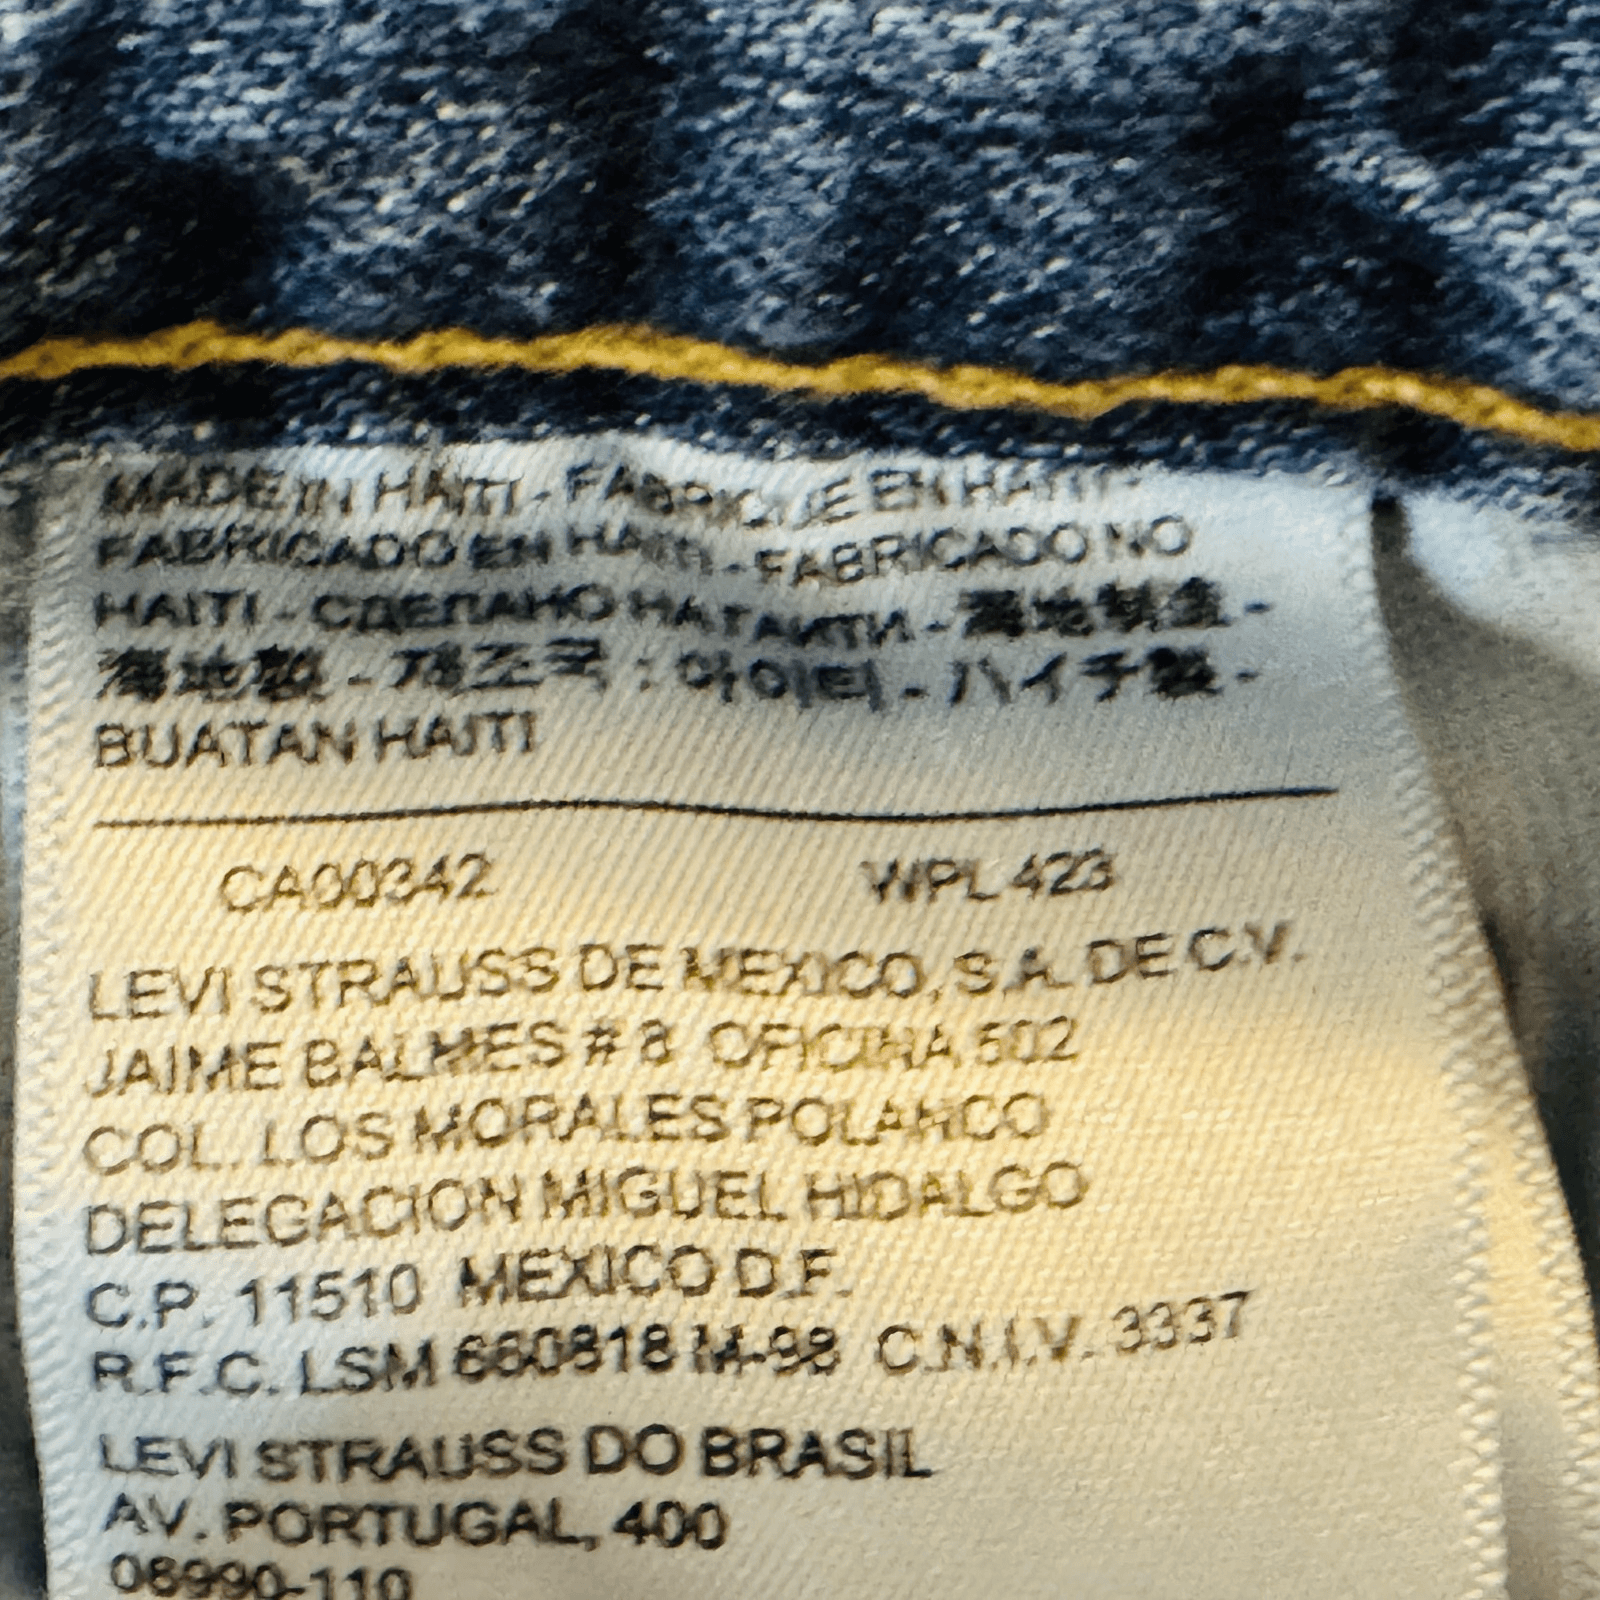 MADE IN HAITI - FABRIQUE EN HAITI -
FABRICADO EN HAITI - FABRICADO NO
HAITI - СДЕЛАНО НА ГАИТИ - 海地制造 -
海地製 - 제조국 : 아이티 - ハイチ製 -
BUATAN HAITI
CA00342 WPL 423
LEVI STRAUSS DE MEXICO, S.A. DE C.V.
JAIME BALMES # 8 OFICINA 502
COL. LOS MORALES POLANCO
DELEGACION MIGUEL HIDALGO
C.P. 11510 MEXICO D.F.
R.F.C. LSM 660818 M-98 C.N.I.V. 3337
LEVI STRAUSS DO BRASIL
AV. PORTUGAL, 400
08990-110